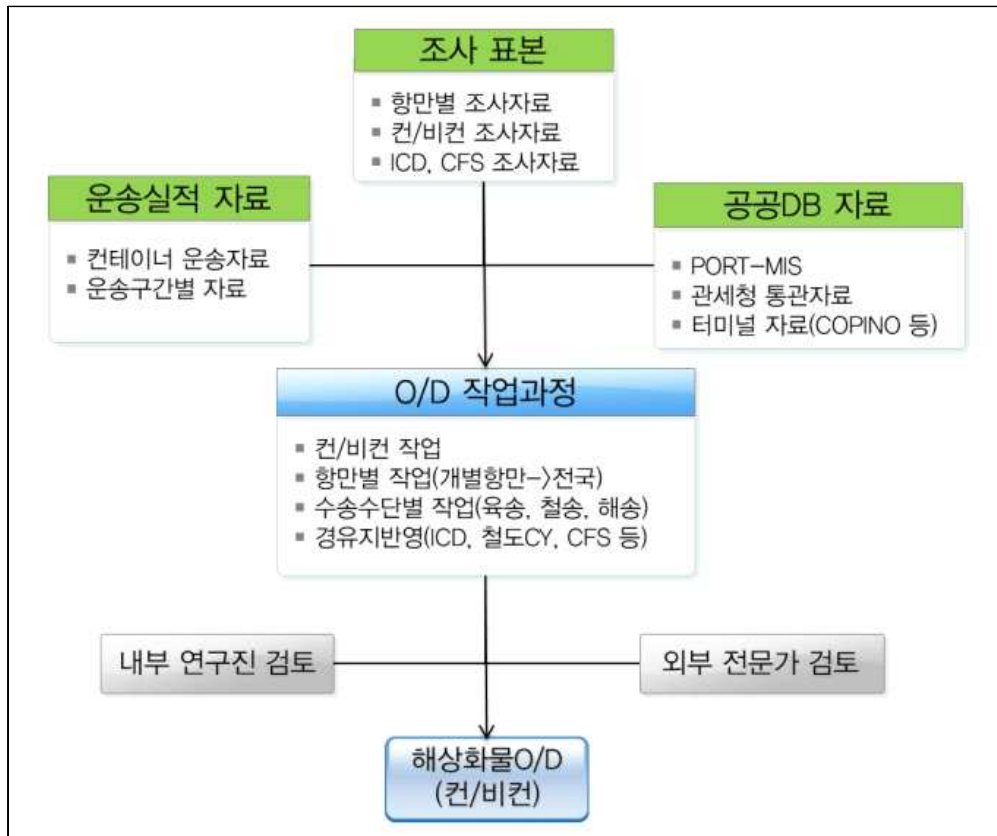 조사 표본
▪ 항만별 조사자료
▪ 컨/비컨 조사자료
▪ ICD, CFS 조사자료
운송실적 자료
▪ 컨테이너 운송자료
▪ 운송구간별 자료
공공DB 자료
▪ PORT-MIS
▪ 관세청 통관자료
▪ 터미널 자료(COPINO 등)
O/D 작업과정
▪ 컨/비컨 작업
▪ 항만별 작업(개별항만->전국)
▪ 수송수단별 작업(육송, 철송, 해송)
▪ 경유지반영(ICD, 철도CY, CFS 등)
내부 연구진 검토
외부 전문가 검토
해상화물O/D
(컨/비컨)